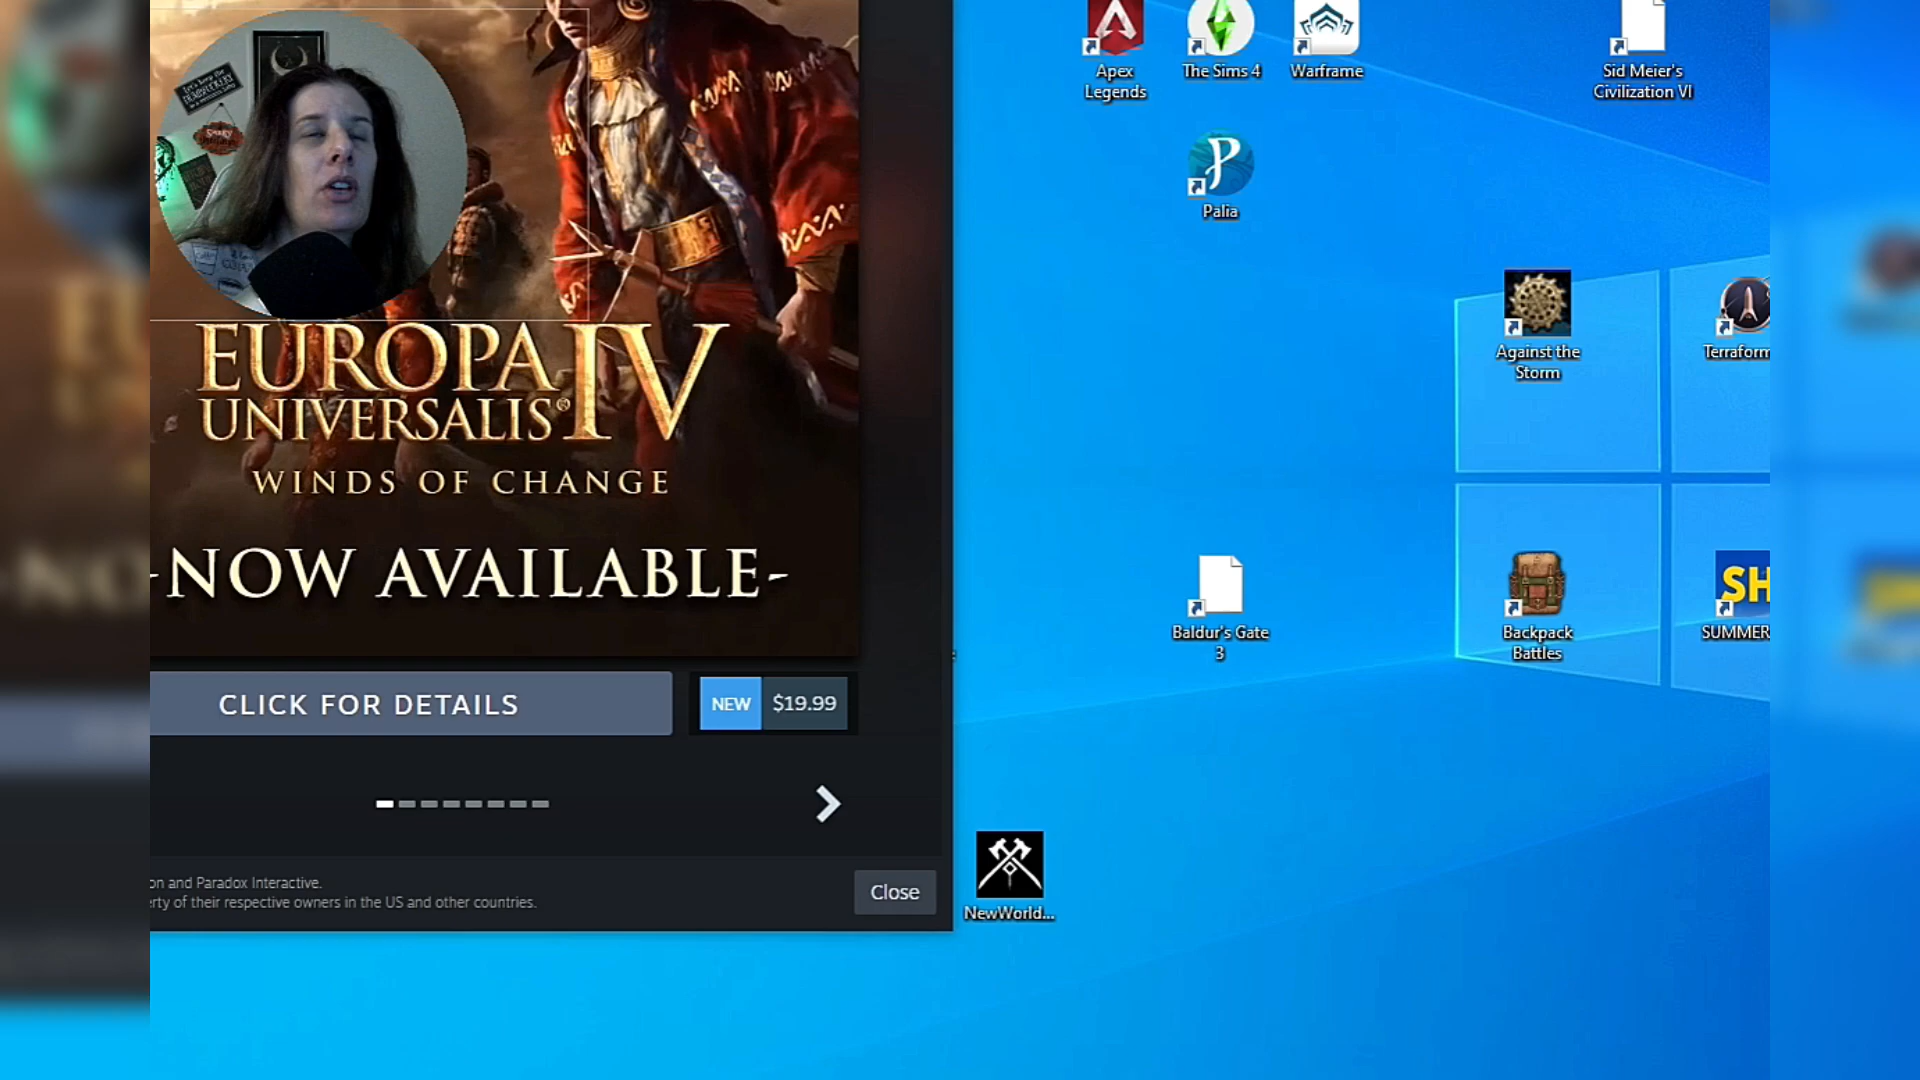 Apex
Legends
The Sims 4
Warframe
Sid Meier's
Civilization VI
Palia
EUROPA
UNIVERSALIS® IV
WINDS OF CHANGE
-NOW AVAILABLE-
Against the
Storm
Terraform
CLICK FOR DETAILS
NEW $19.99
Baldur's Gate
3
Backpack
Battles
SH
SUMMER
on and Paradox Interactive.
rty of their respective owners in the US and other countries.
Close
NewWorld...